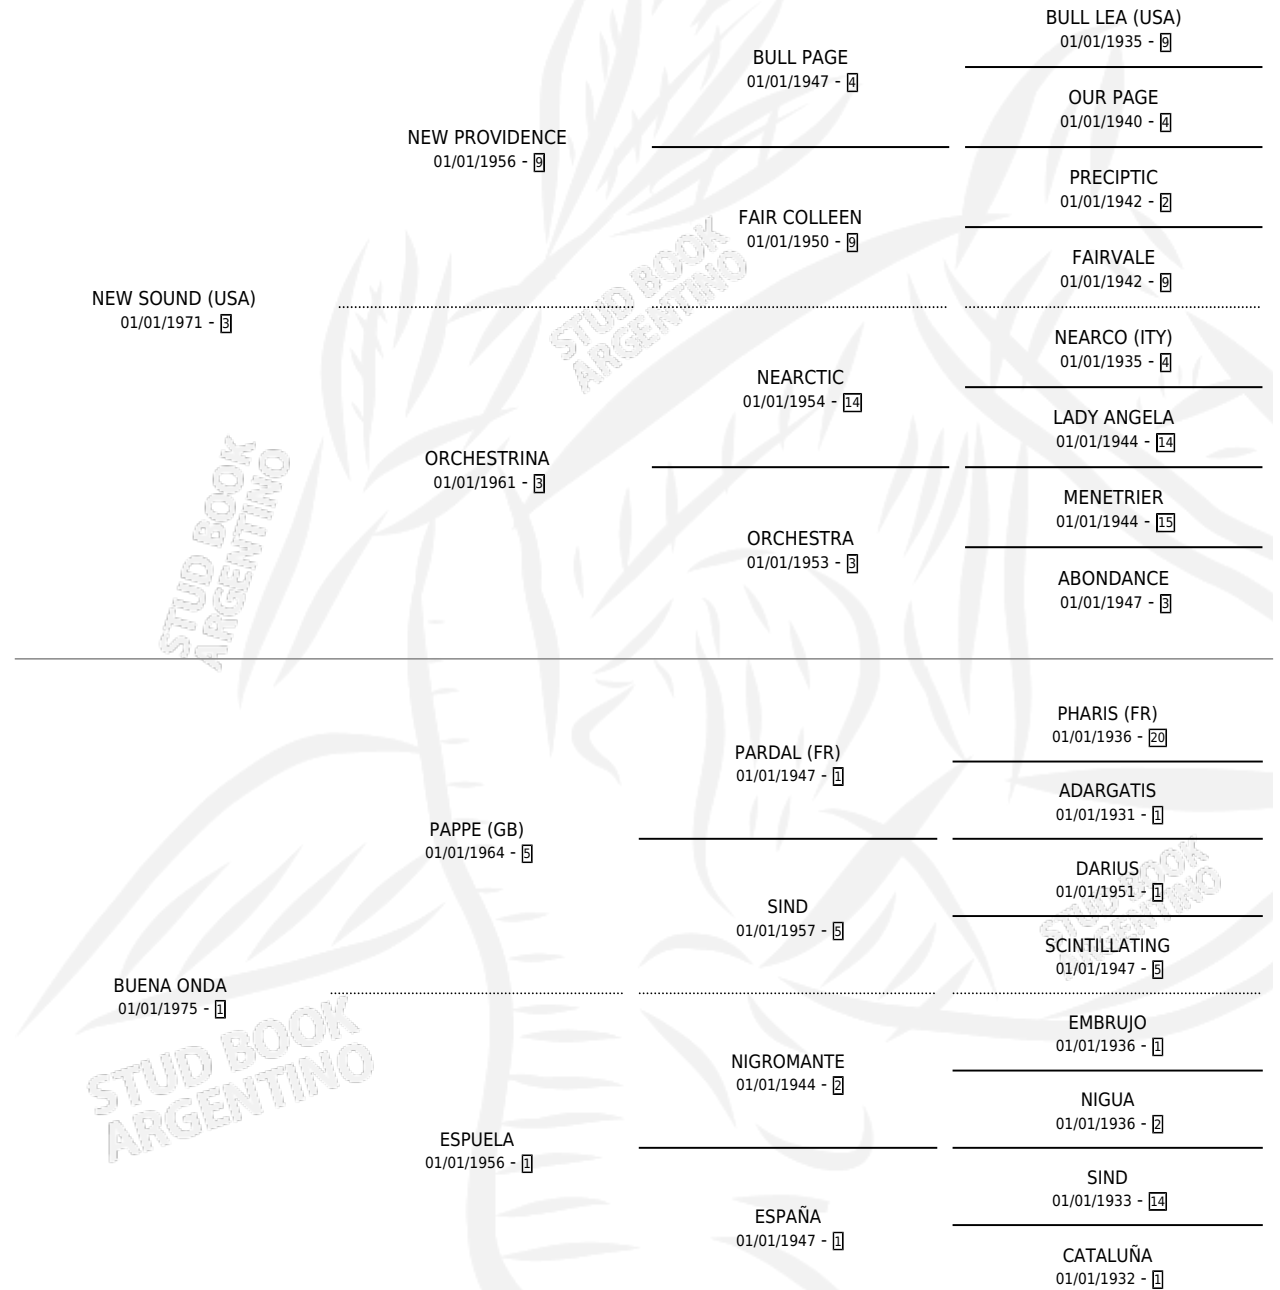 BULL LEA (USA)
01/01/1935 - 9
BULL PAGE
01/01/1947 - 4
OUR PAGE
01/01/1940 - 4
NEW PROVIDENCE
01/01/1956 - 9
PRECIPTIC
01/01/1942 - 2
FAIR COLLEEN
01/01/1950 - 9
FAIRVALE
01/01/1942 - 9
NEW SOUND (USA)
01/01/1971 - 3
NEARCO (ITY)
01/01/1935 - 4
NEARCTIC
01/01/1954 - 14
LADY ANGELA
01/01/1944 - 14
ORCHESTRINA
01/01/1961 - 3
MENETRIER
01/01/1944 - 15
ORCHESTRA
01/01/1953 - 3
ABONDANCE
01/01/1947 - 3
PHARIS (FR)
01/01/1936 - 20
PARDAL (FR)
01/01/1947 - 1
ADARGATIS
01/01/1931 - 1
PAPPE (GB)
01/01/1964 - 5
DARIUS
01/01/1951 - 1
SIND
01/01/1957 - 5
SCINTILLATING
01/01/1947 - 5
BUENA ONDA
01/01/1975 - 1
EMBRUJO
01/01/1936 - 1
NIGROMANTE
01/01/1944 - 2
NIGUA
01/01/1936 - 2
ESPUELA
01/01/1956 - 1
SIND
01/01/1933 - 14
ESPAÑA
01/01/1947 - 1
CATALUÑA
01/01/1932 - 1
STUD BOOK
ARGENTINO
STUD BOOK
ARGENTINO
STUD BOOK
ARGENTINO
STUD BOOK
ARGENTINO